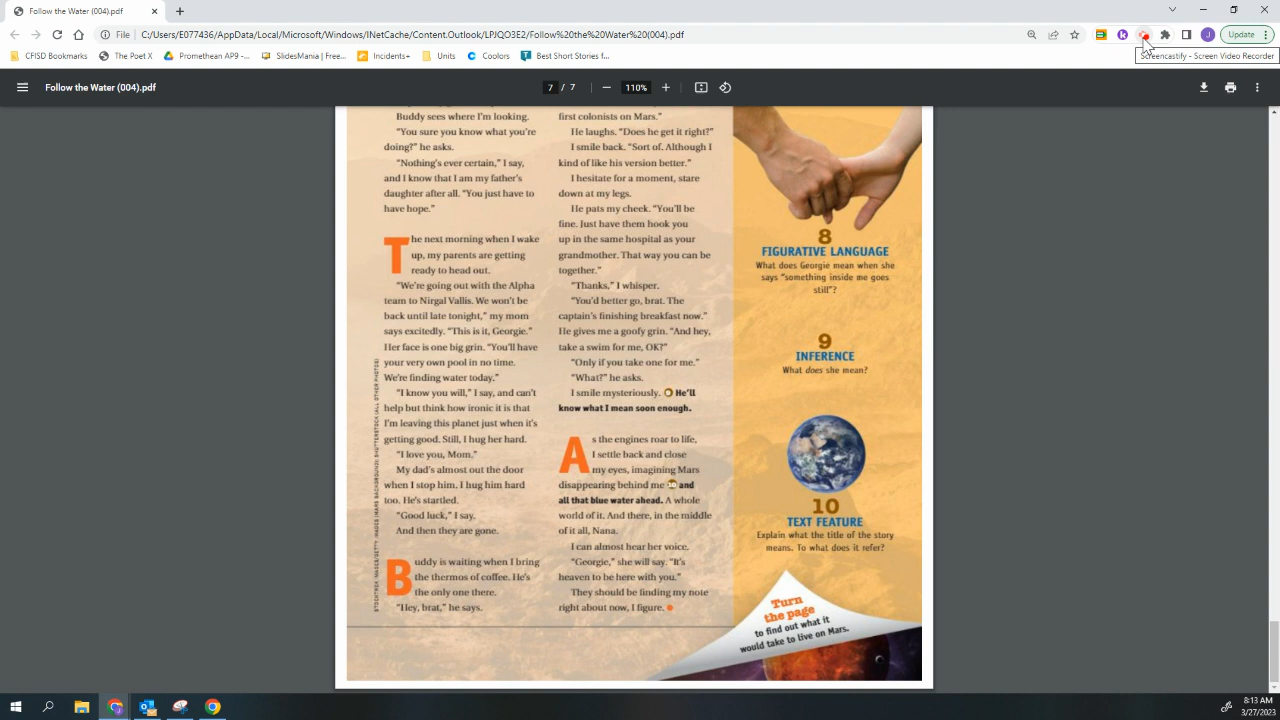 Follow the Water (004).pdf
File
C:/Users/E077436/AppData/Local/Microsoft/Windows/INetCache/Content.Outlook/LPJQO3E2/Follow%20the%20Water%20(004).pdf
Update
CFISD Bookmarks
The Poet X
Promethean AP9 -...
SlidesMania | Free...
Incidents+
Units
Coolors
Best Short Stories f...
Screencastify - Screen Video Recorder
Follow the Water (004).pdf
7 / 7
110%
Buddy sees where I'm looking.
"You sure you know what you're
doing?" he asks.
"Nothing's ever certain," I say,
and I know that I am my father's
daughter after all. "You just have to
have hope."
The next morning when I wake
up, my parents are getting
ready to head out.
"We're going out with the Alpha
team to Nirgal Vallis. We won't be
back until late tonight," my mom
says excitedly. "This is it, Georgie."
Her face is one big grin. "You'll have
your very own pool in no time.
We're finding water today."
"I know you will," I say, and can't
help but think how ironic it is that
I'm leaving this planet just when it's
getting good. Still, I hug her hard.
"I love you, Mom."
My dad's almost out the door
when I stop him. I hug him hard
too. He's startled.
"Good luck," I say.
And then they are gone.
Buddy is waiting when I bring
the thermos of coffee. He's
the only one there.
"Hey, brat," he says.
first colonists on Mars."
He laughs. "Does he get it right?"
I smile back. "Sort of. Although I
kind of like his version better."
I hesitate for a moment, stare
down at my legs.
He pats my cheek. "You'll be
fine. Just have them hook you
up in the same hospital as your
grandmother. That way you can be
together."
"Thanks," I whisper.
"You'd better go, brat. The
captain's finishing breakfast now."
He gives me a goofy grin. "And hey,
take a swim for me, OK?"
"Only if you take one for me."
"What?" he asks.
I smile mysteriously. 9 He'll
know what I mean soon enough.
As the engines roar to life,
I settle back and close
my eyes, imagining Mars
disappearing behind me 10 and
all that blue water ahead. A whole
world of it. And there, in the middle
of it all, Nana.
I can almost hear her voice.
"Georgie," she will say. "It's
heaven to be here with you."
They should be finding my note
right about now, I figure.
8
FIGURATIVE LANGUAGE
What does Georgie mean when she
says "something inside me goes
still"?
9
INFERENCE
What does she mean?
10
TEXT FEATURE
Explain what the title of the story
means. To what does it refer?
Turn
the page
to find out what it
would take to live on Mars.
8:13 AM
3/27/2023